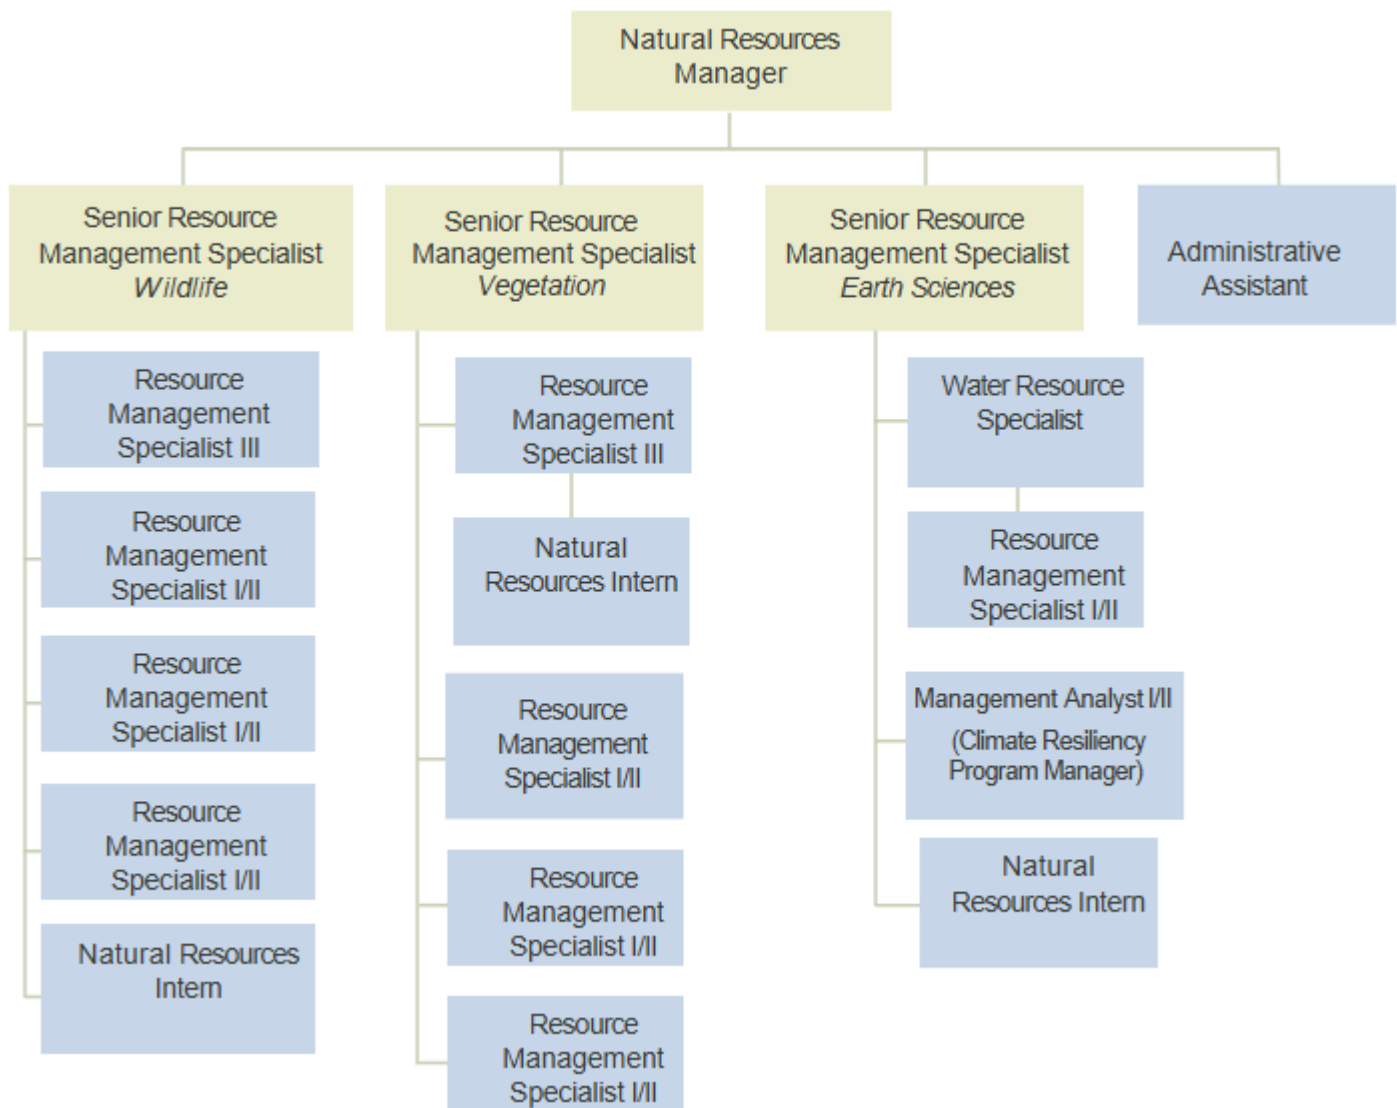 Natural Resources
Manager
Senior Resource
Management Specialist
Wildlife
Resource
Management
Specialist III
Resource
Management
Specialist I/II
Resource
Management
Specialist I/II
Resource
Management
Specialist I/II
Natural Resources
Intern
Senior Resource
Management Specialist
Vegetation
Resource
Management
Specialist III
Natural
Resources Intern
Resource
Management
Specialist I/II
Resource
Management
Specialist I/II
Resource
Management
Specialist I/II
Senior Resource
Management Specialist
Earth Sciences
Water Resource
Specialist
Resource
Management
Specialist I/II
Management Analyst I/II
(Climate Resiliency
Program Manager)
Natural
Resources Intern
Administrative
Assistant